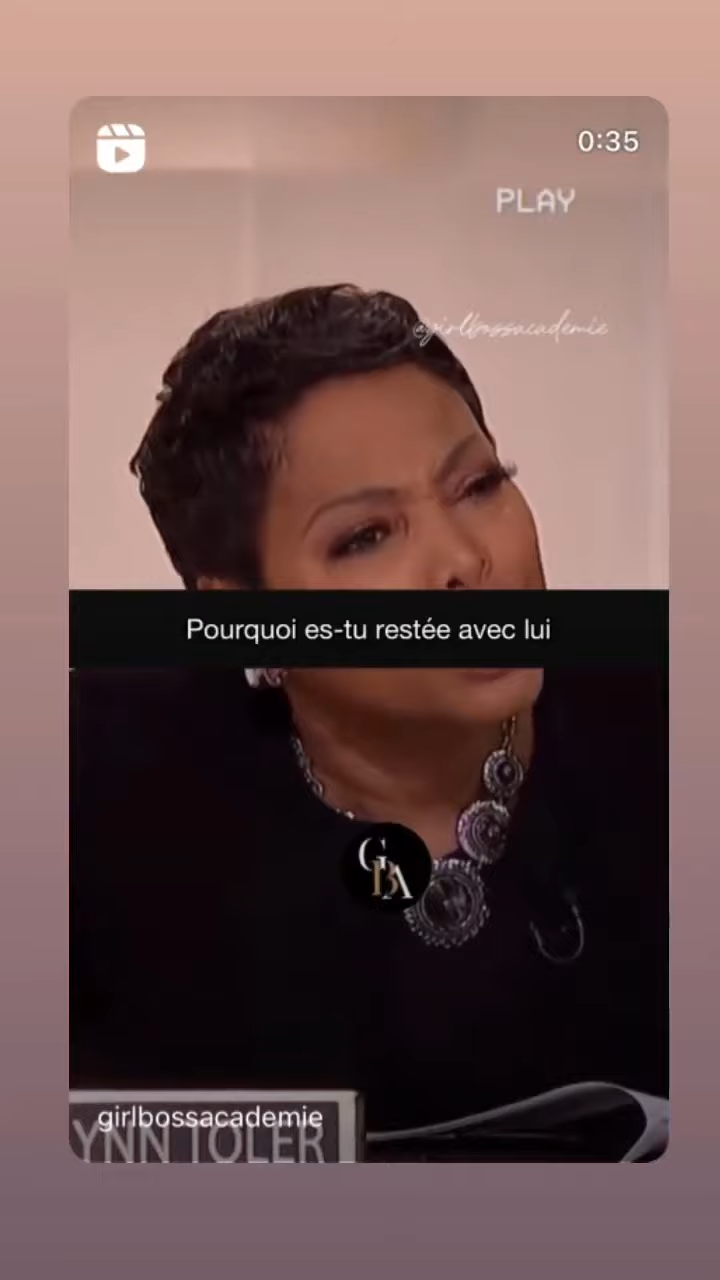 0:35
PLAY
@girlbossacademie
Pourquoi es-tu restée avec lui
GBA
girlbossacademie
YNN TOLER